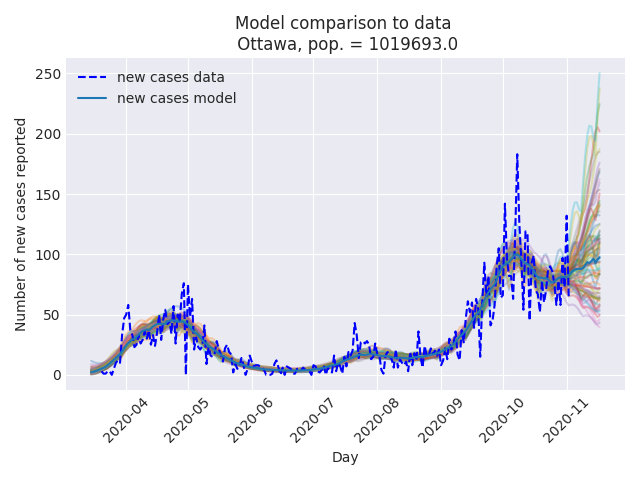 Model comparison to data
Ottawa, pop. = 1019693.0
new cases data
new cases model
Number of new cases reported
250
200
150
100
50
0
2020-04
2020-05
2020-06
2020-07
2020-08
2020-09
2020-10
2020-11
Day